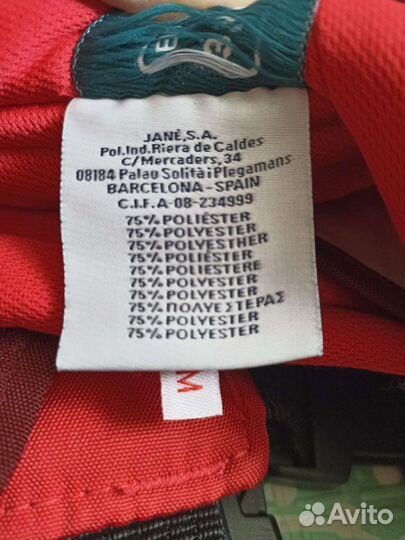 JANÉ,S.A.
Pol.Ind.Riera de Caldes
C/Mercaders,34
08184 Palau Solità i Plegamans
BARCELONA-SPAIN
C.I.F.A-08-234999
75% POLIÉSTER
75% POLYESTER
75% POLYESTHER
75% POLIESTER
75% POLIESTERE
75% POLYESTER
75% POLYESTER
75% ΠΟΛΥΕΣΤΕΡΑΣ
75% POLYESTER
75% POLYESTER
M
Avito